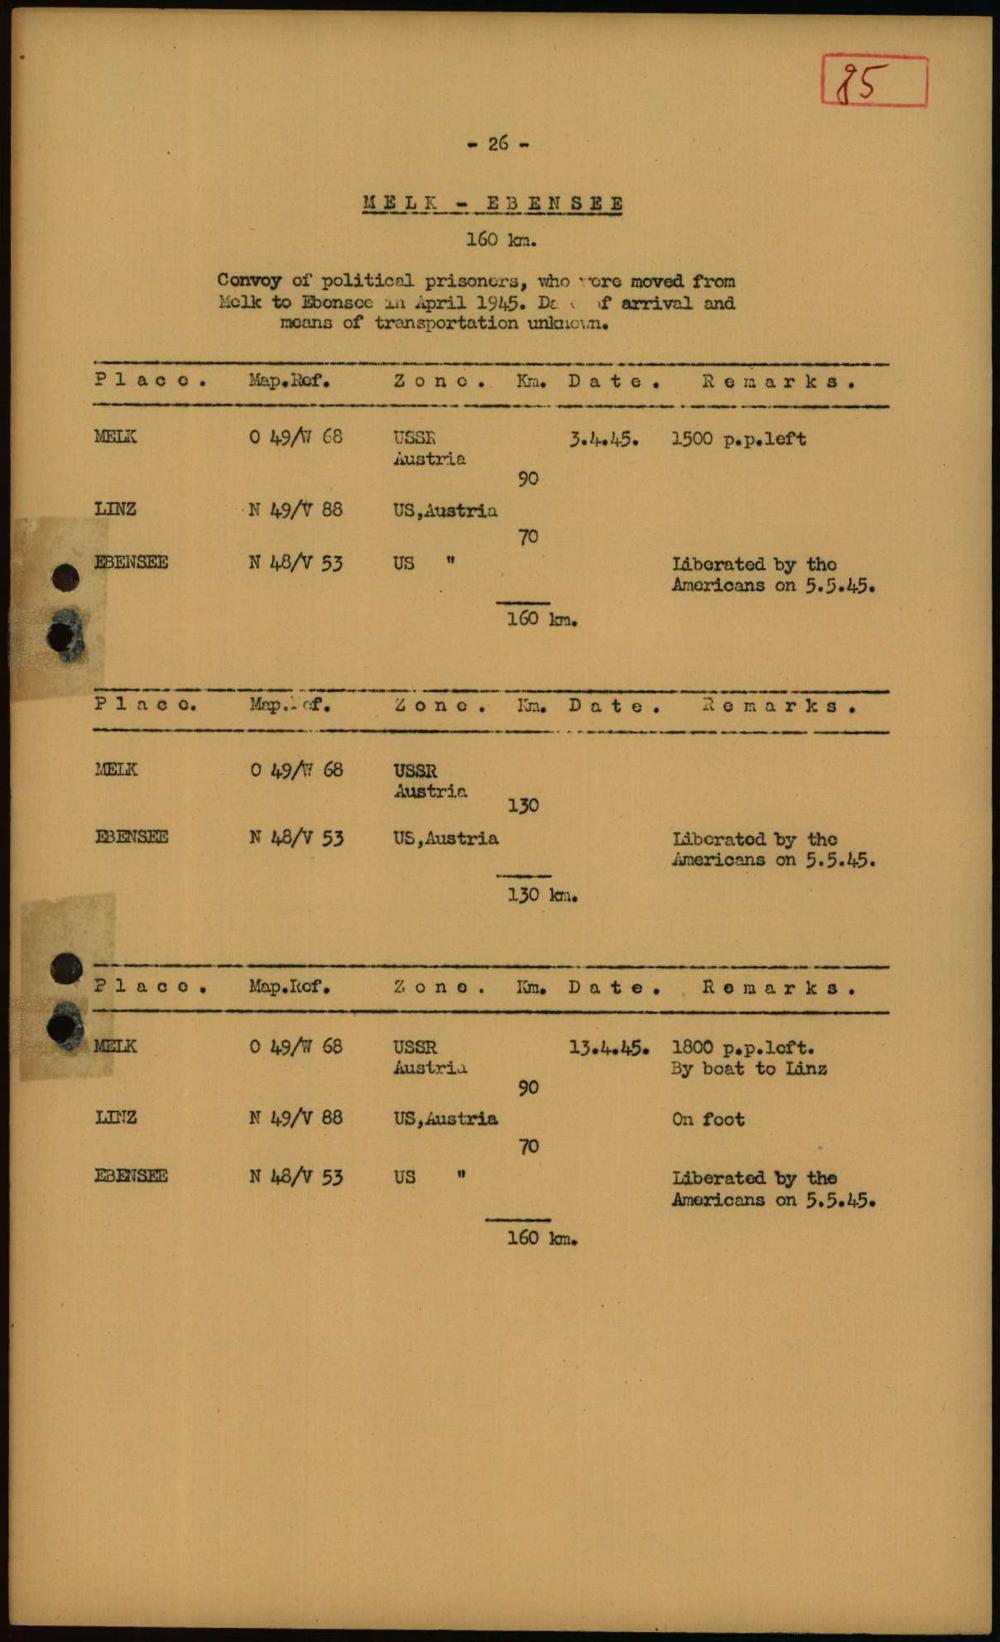 85
- 26 -
MELK - EBENSEE
160 km.
Convoy of political prisoners, who were moved from
Melk to Ebensee in April 1945. of arrival and
means of transportation unknown.
Place. Map.Ref. Zone. Km. Date. Remarks.
MELK O 49/W 68 USSR 3.4.45. 1500 p.p.left
Austria
90
LINZ N 49/V 88 US,Austria
70
EBENSEE N 48/V 53 US " Liberated by the
Americans on 5.5.45.
160 km.
Place. Map.Ref. Zone. Km. Date. Remarks.
MELK O 49/W 68 USSR
Austria
130
EBENSEE N 48/V 53 US,Austria Liberated by the
Americans on 5.5.45.
130 km.
Place. Map.Ref. Zone. Km. Date. Remarks.
MELK O 49/W 68 USSR 13.4.45. 1800 p.p.left.
Austria By boat to Linz
90
LINZ N 49/V 88 US,Austria On foot
70
EBENSEE N 48/V 53 US " Liberated by the
Americans on 5.5.45.
160 km.